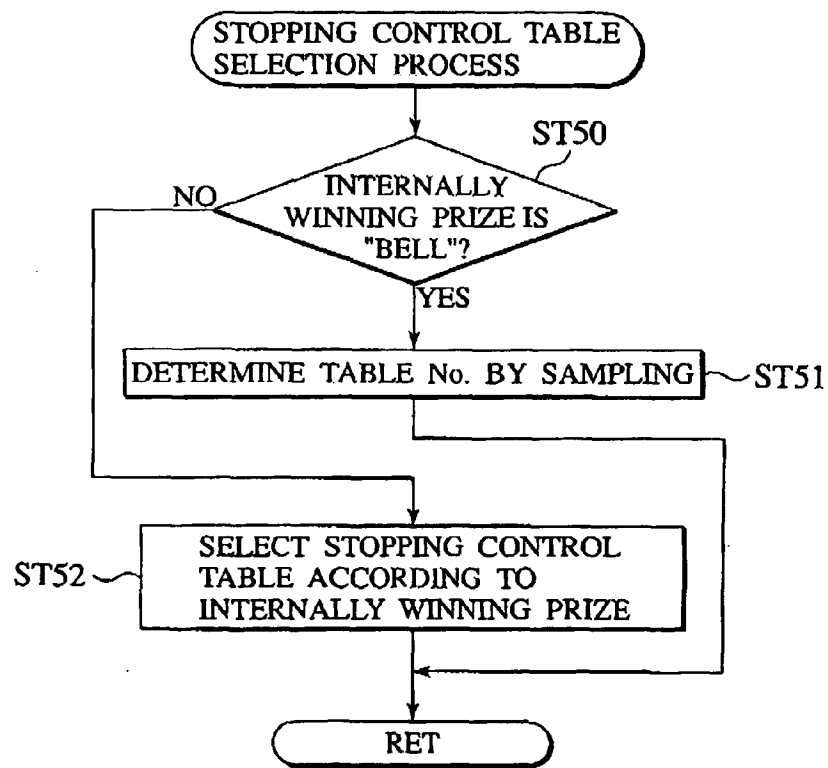 STOPPING CONTROL TABLE
SELECTION PROCESS
ST50
NO
INTERNALLY
WINNING PRIZE IS
"BELL"?
YES
DETERMINE TABLE No. BY SAMPLING
ST51
ST52
SELECT STOPPING CONTROL
TABLE ACCORDING TO
INTERNALLY WINNING PRIZE
RET